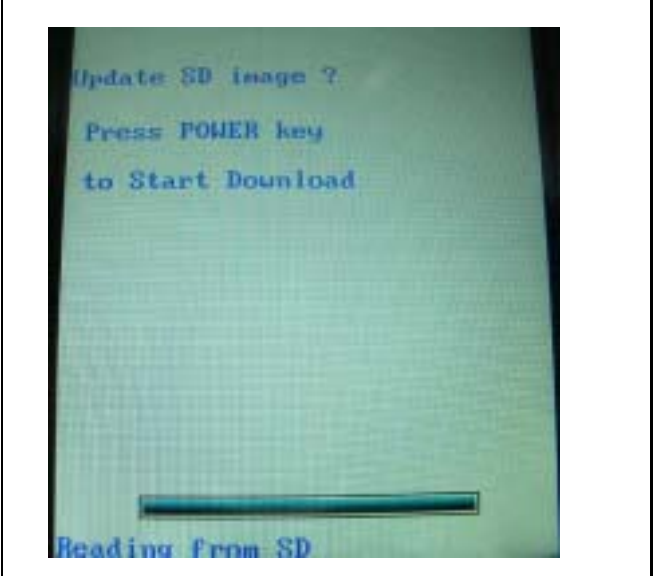 Update SD image ?
Press POWER key
to Start Download
Reading from SD